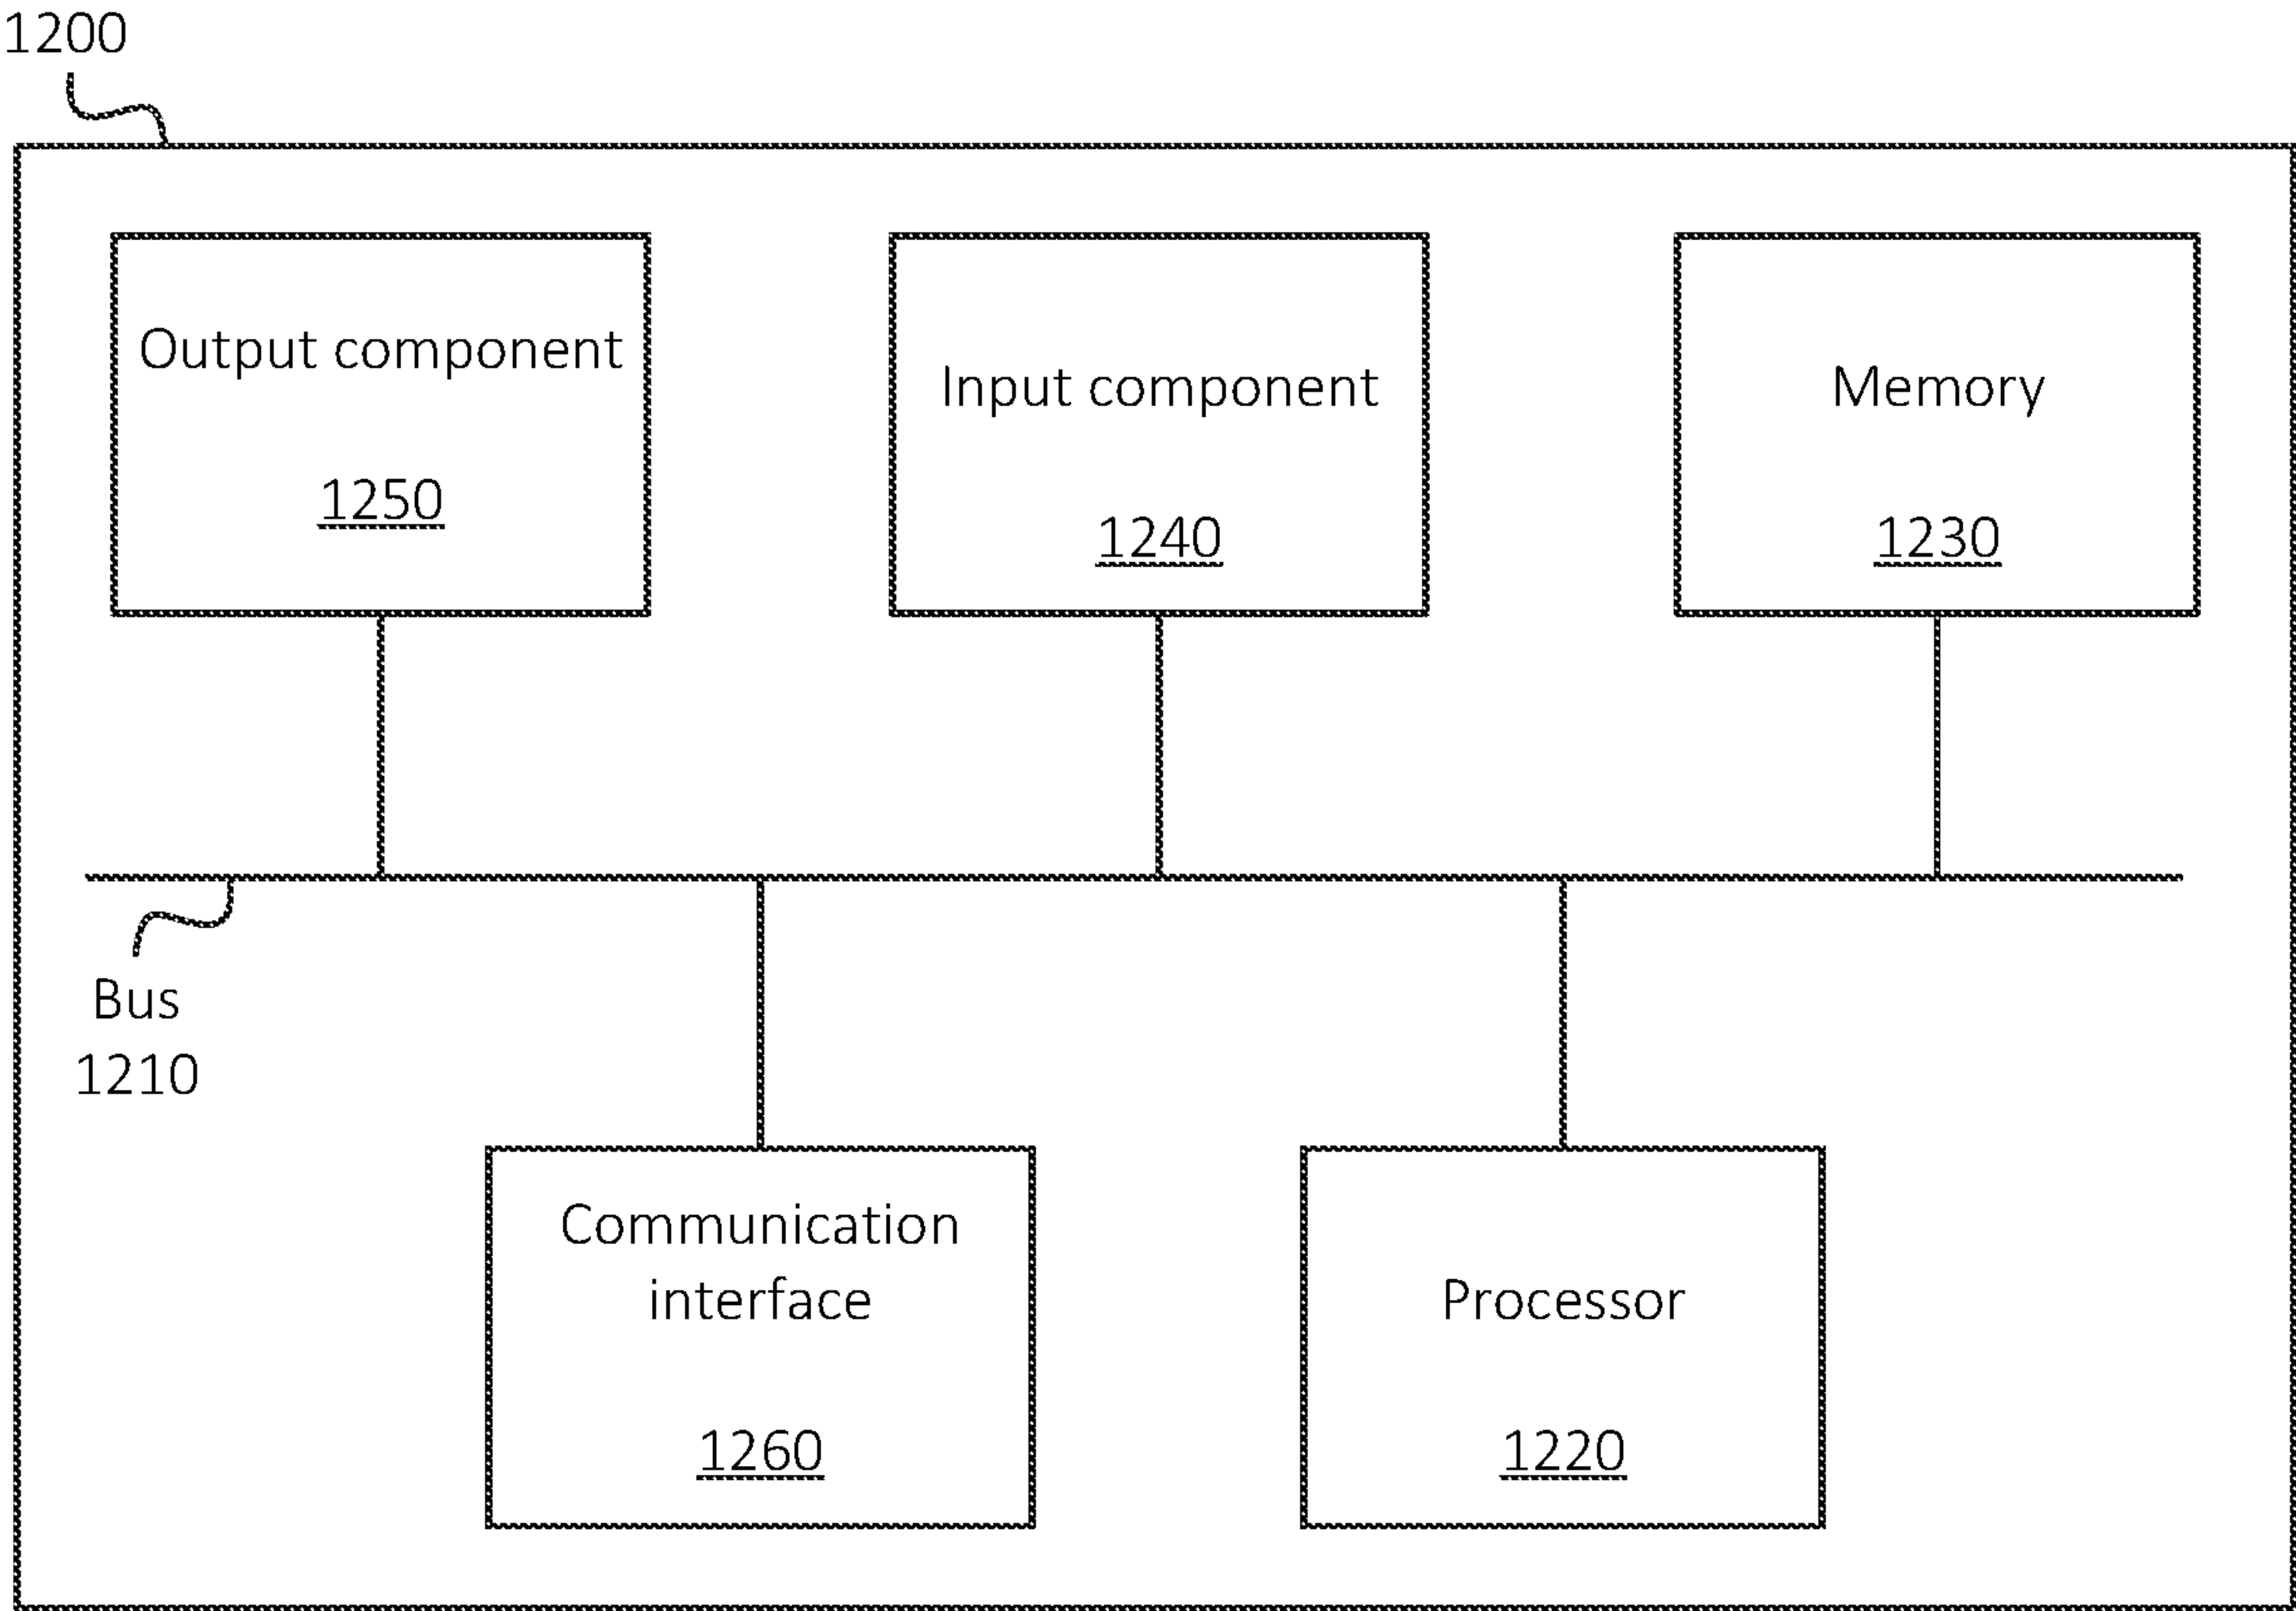 1200
Output component
1250
Input component
1240
Memory
1230
Bus
1210
Communication
interface
1260
Processor
1220